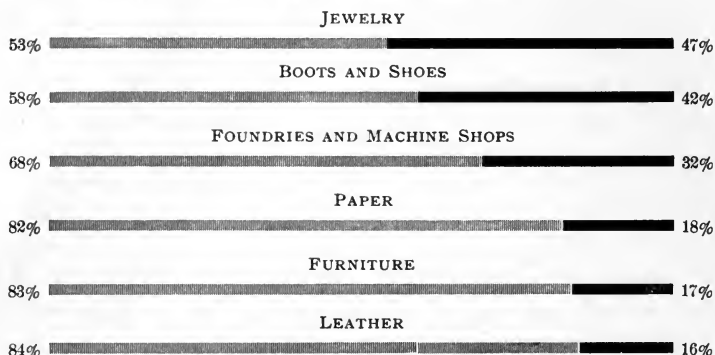 JEWELRY
53% 47%
BOOTS AND SHOES
58% 42%
FOUNDRIES AND MACHINE SHOPS
68% 32%
PAPER
82% 18%
FURNITURE
83% 17%
LEATHER
84% 16%